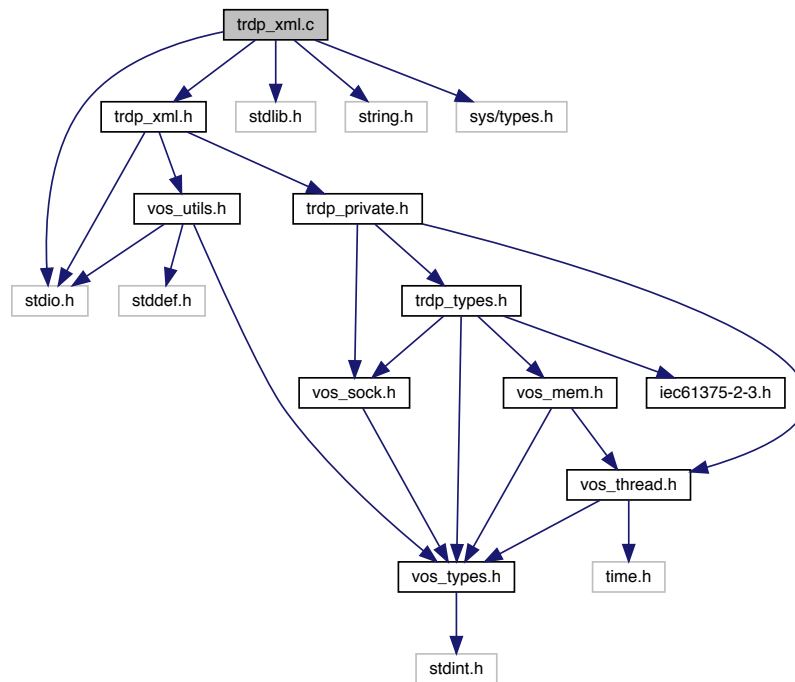 trdp_xml.c
trdp_xml.h
stdlib.h
string.h
sys/types.h
vos_utils.h
trdp_private.h
stdio.h
stddef.h
trdp_types.h
vos_sock.h
vos_mem.h
iec61375-2-3.h
vos_thread.h
vos_types.h
time.h
stdint.h